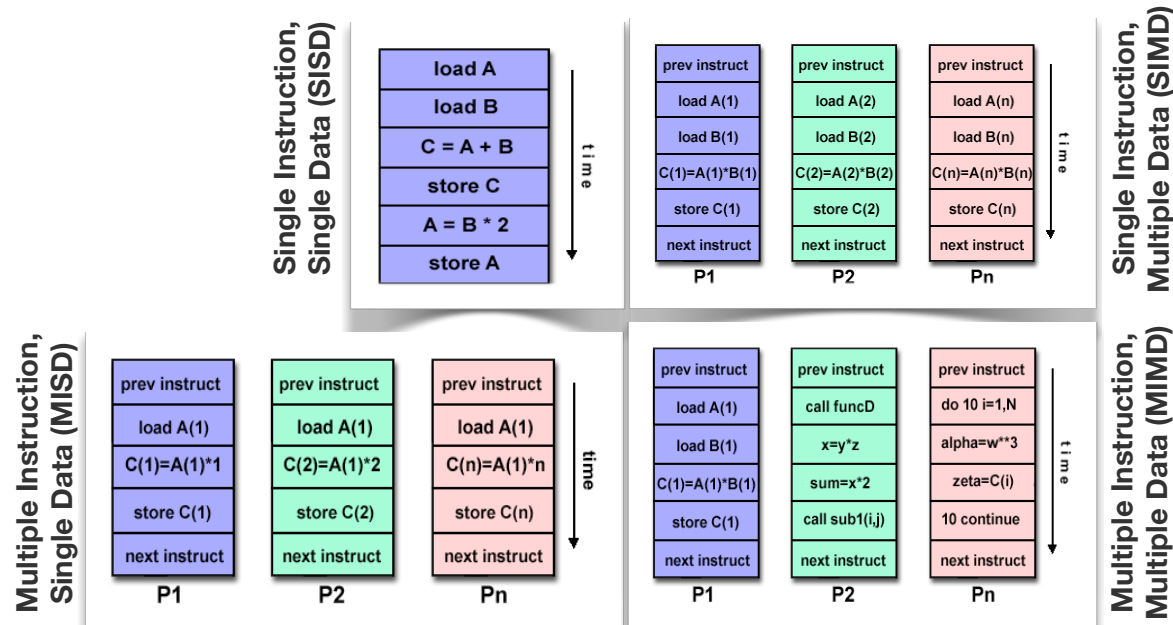 Single Instruction,
Single Data (SISD)
load A
load B
C = A + B
store C
A = B * 2
store A
time
prev instruct
load A(1)
load B(1)
C(1)=A(1)*B(1)
store C(1)
next instruct
P1
prev instruct
load A(2)
load B(2)
C(2)=A(2)*B(2)
store C(2)
next instruct
P2
prev instruct
load A(n)
load B(n)
C(n)=A(n)*B(n)
store C(n)
next instruct
Pn
time
Single Instruction,
Multiple Data (SIMD)
Multiple Instruction,
Single Data (MISD)
prev instruct
load A(1)
C(1)=A(1)*1
store C(1)
next instruct
P1
prev instruct
load A(1)
C(2)=A(1)*2
store C(2)
next instruct
P2
prev instruct
load A(1)
C(n)=A(1)*n
store C(n)
next instruct
Pn
time
prev instruct
load A(1)
load B(1)
C(1)=A(1)*B(1)
store C(1)
next instruct
P1
prev instruct
call funcD
x=y*z
sum=x*2
call sub1(i,j)
next instruct
P2
prev instruct
do 10 i=1,N
alpha=w**3
zeta=C(i)
10 continue
next instruct
Pn
time
Multiple Instruction,
Multiple Data (MIMD)